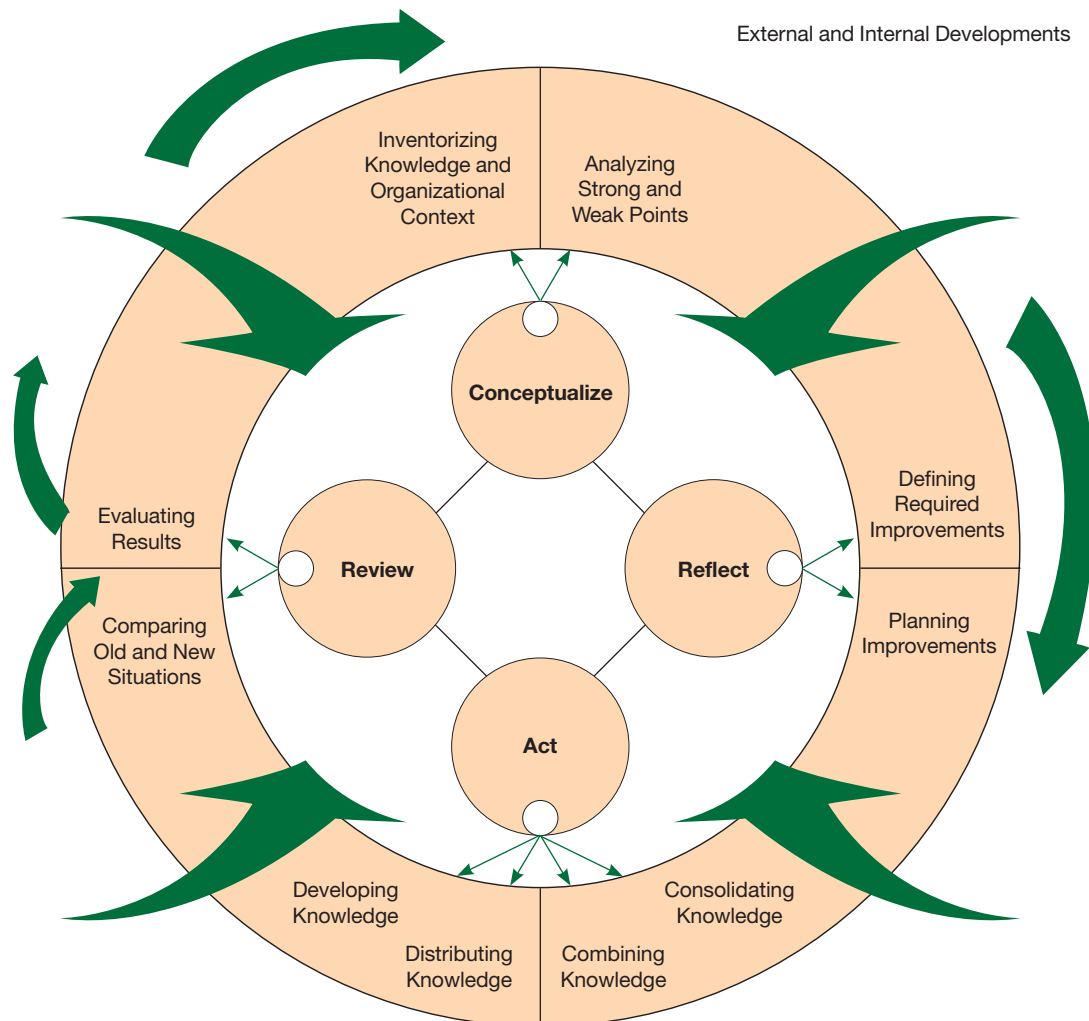 External and Internal Developments
Inventorizing
Knowledge and
Organizational
Context
Analyzing
Strong and
Weak Points
Conceptualize
Defining
Required
Improvements
Evaluating
Results
Review
Reflect
Comparing
Old and New
Situations
Planning
Improvements
Act
Developing
Knowledge
Consolidating
Knowledge
Distributing
Knowledge
Combining
Knowledge